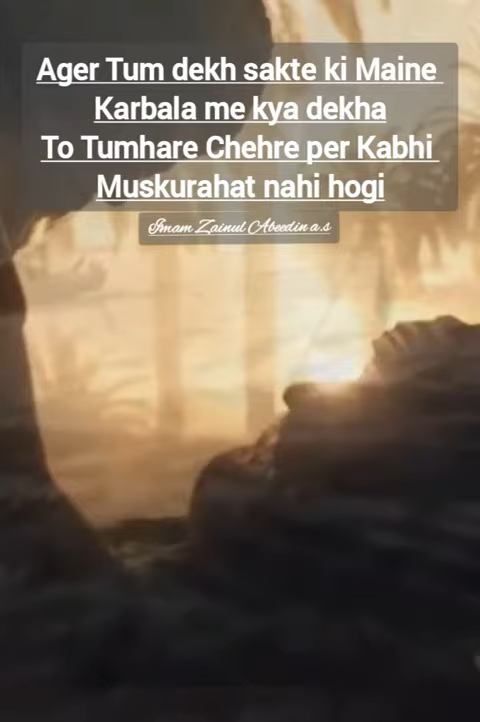 Ager Tum dekh sakte ki Maine
Karbala me kya dekha
To Tumhare Chehre per Kabhi
Muskurahat nahi hogi
Imam Zainul Abeedin a.s